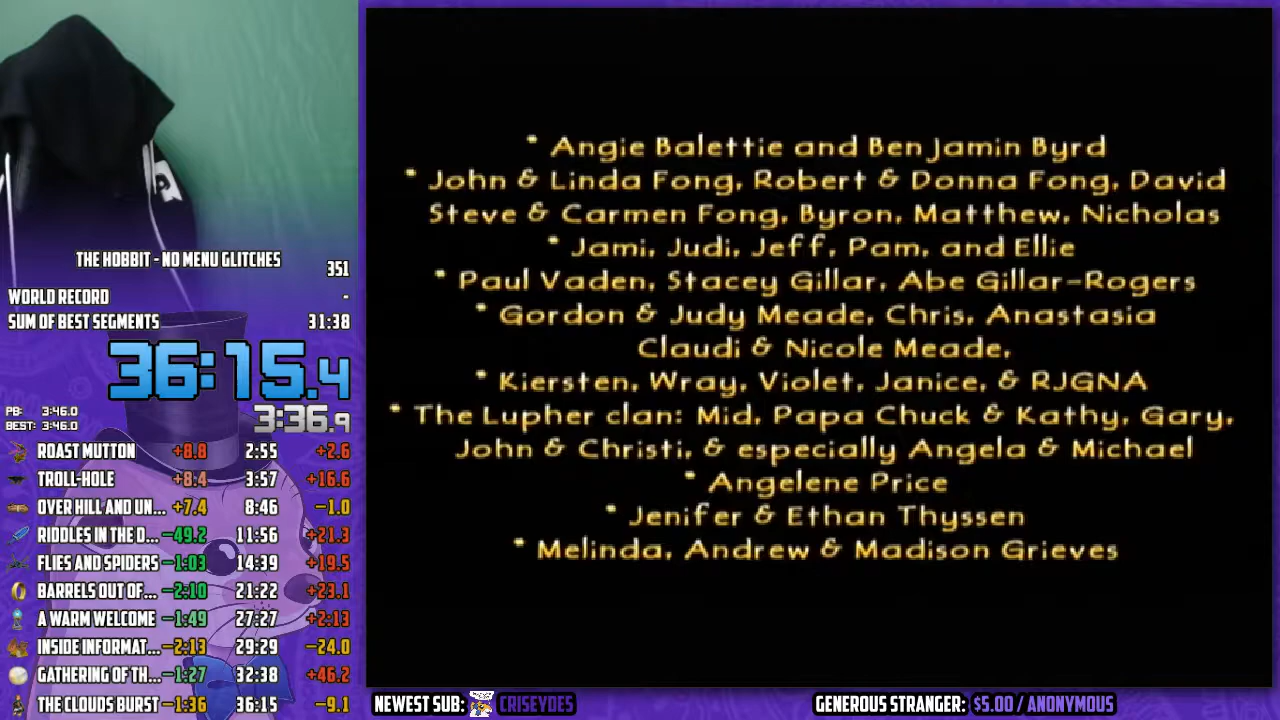 THE HOBBIT - NO MENU GLITCHES
351
WORLD RECORD -
SUM OF BEST SEGMENTS 31:38
36:15.4
PB: 3:46.0
BEST: 3:46.0
3:36.9
ROAST MUTTON +8.8 2:55 +2.6
TROLL-HOLE +8.4 3:57 +16.6
OVER HILL AND UN... +7.4 8:46 -1.0
RIDDLES IN THE D... -49.2 11:56 +21.3
FLIES AND SPIDERS -1:03 14:39 +19.5
BARRELS OUT OF... -2:10 21:22 +23.1
A WARM WELCOME -1:49 27:27 +2:13
INSIDE INFORMAT... -2:13 29:29 -24.0
GATHERING OF TH... -1:27 32:38 +46.2
THE CLOUDS BURST -1:36 36:15 -9.1
* Angie Balettie and Ben Jamin Byrd
* John & Linda Fong, Robert & Donna Fong, David
Steve & Carmen Fong, Byron, Matthew, Nicholas
* Jami, Judi, Jeff, Pam, and Ellie
* Paul Vaden, Stacey Gillar, Abe Gillar-Rogers
* Gordon & Judy Meade, Chris, Anastasia
Claudi & Nicole Meade,
* Kiersten, Wray, Violet, Janice, & RJGNA
* The Lupher clan: Mid, Papa Chuck & Kathy, Gary,
John & Christi, & especially Angela & Michael
* Angelene Price
* Jenifer & Ethan Thyssen
* Melinda, Andrew & Madison Grieves
NEWEST SUB: CRISEYDES
GENEROUS STRANGER: $5.00 / ANONYMOUS